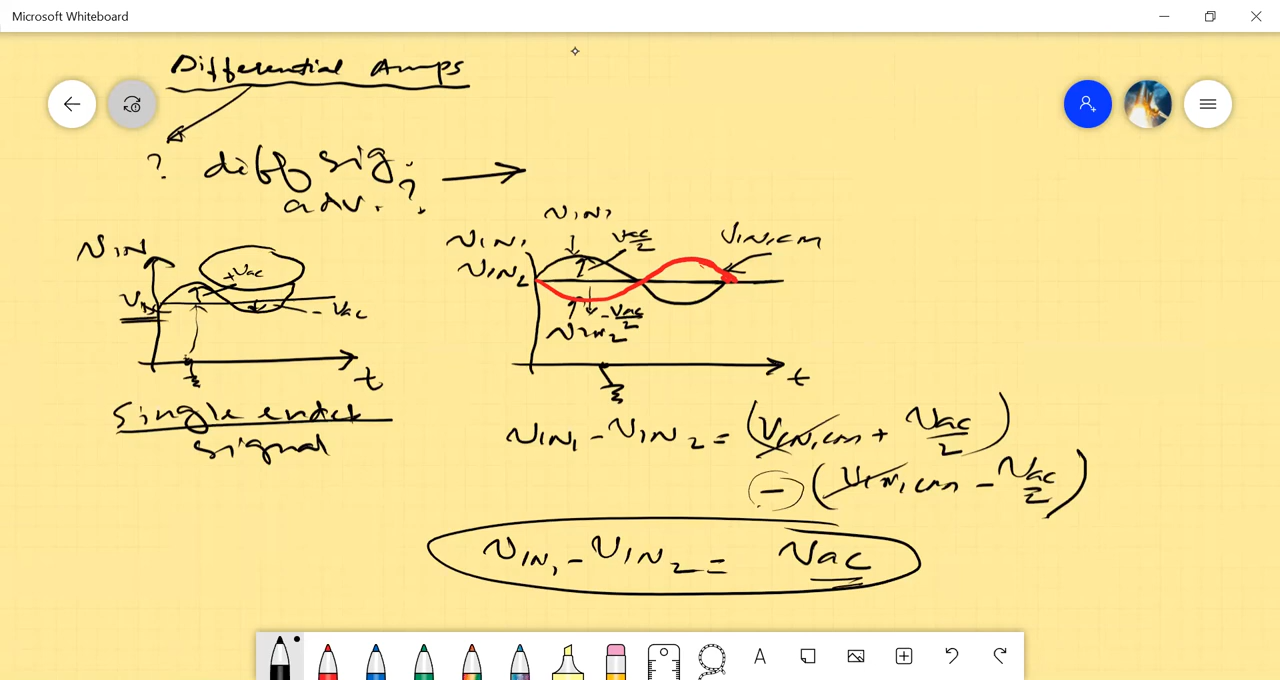 Microsoft Whiteboard
Differential Amps
? diff sig. ?
adv.
VIN
+Vac
VIN
- Vac
t
Single ended
signal
VIN1
VIN2
VIN1
Vac/2
VIN,cm
-Vac/2
VIN2
t
VIN1 - VIN2 = (VIN,cm + Vac/2)
- (VIN,cm - Vac/2)
VIN1 - VIN2 = Vac
A